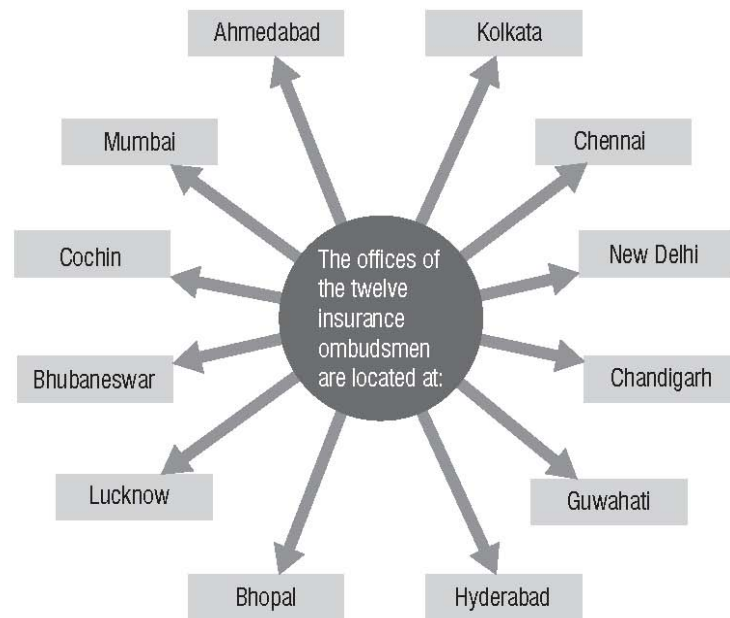 Ahmedabad
Kolkata
Mumbai
Chennai
Cochin
The offices of
the twelve
insurance
ombudsmen
are located at:
New Delhi
Bhubaneswar
Chandigarh
Lucknow
Guwahati
Bhopal
Hyderabad